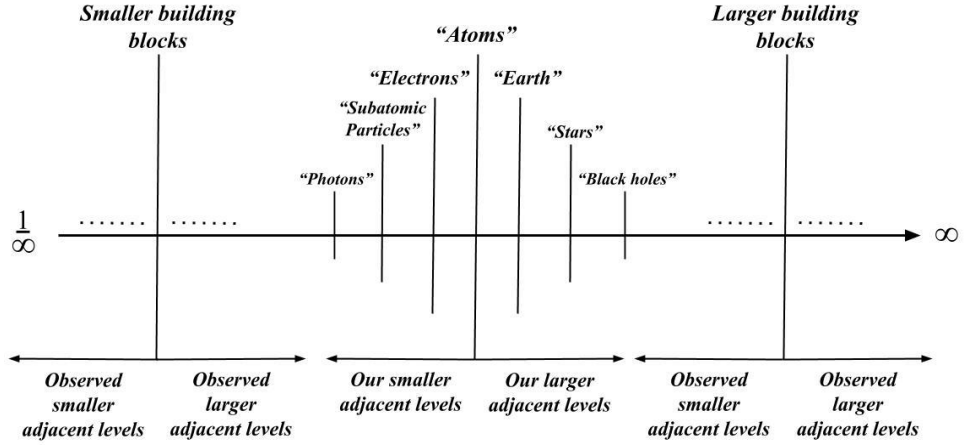 Smaller building
blocks
“Atoms”
Larger building
blocks
“Electrons”
“Earth”
“Subatomic
Particles”
“Stars”
“Photons”
“Black holes”
1
∞
.......
.......
.......
.......
∞
Observed
smaller
adjacent levels
Observed
larger
adjacent levels
Our smaller
adjacent levels
Our larger
adjacent levels
Observed
smaller
adjacent levels
Observed
larger
adjacent levels